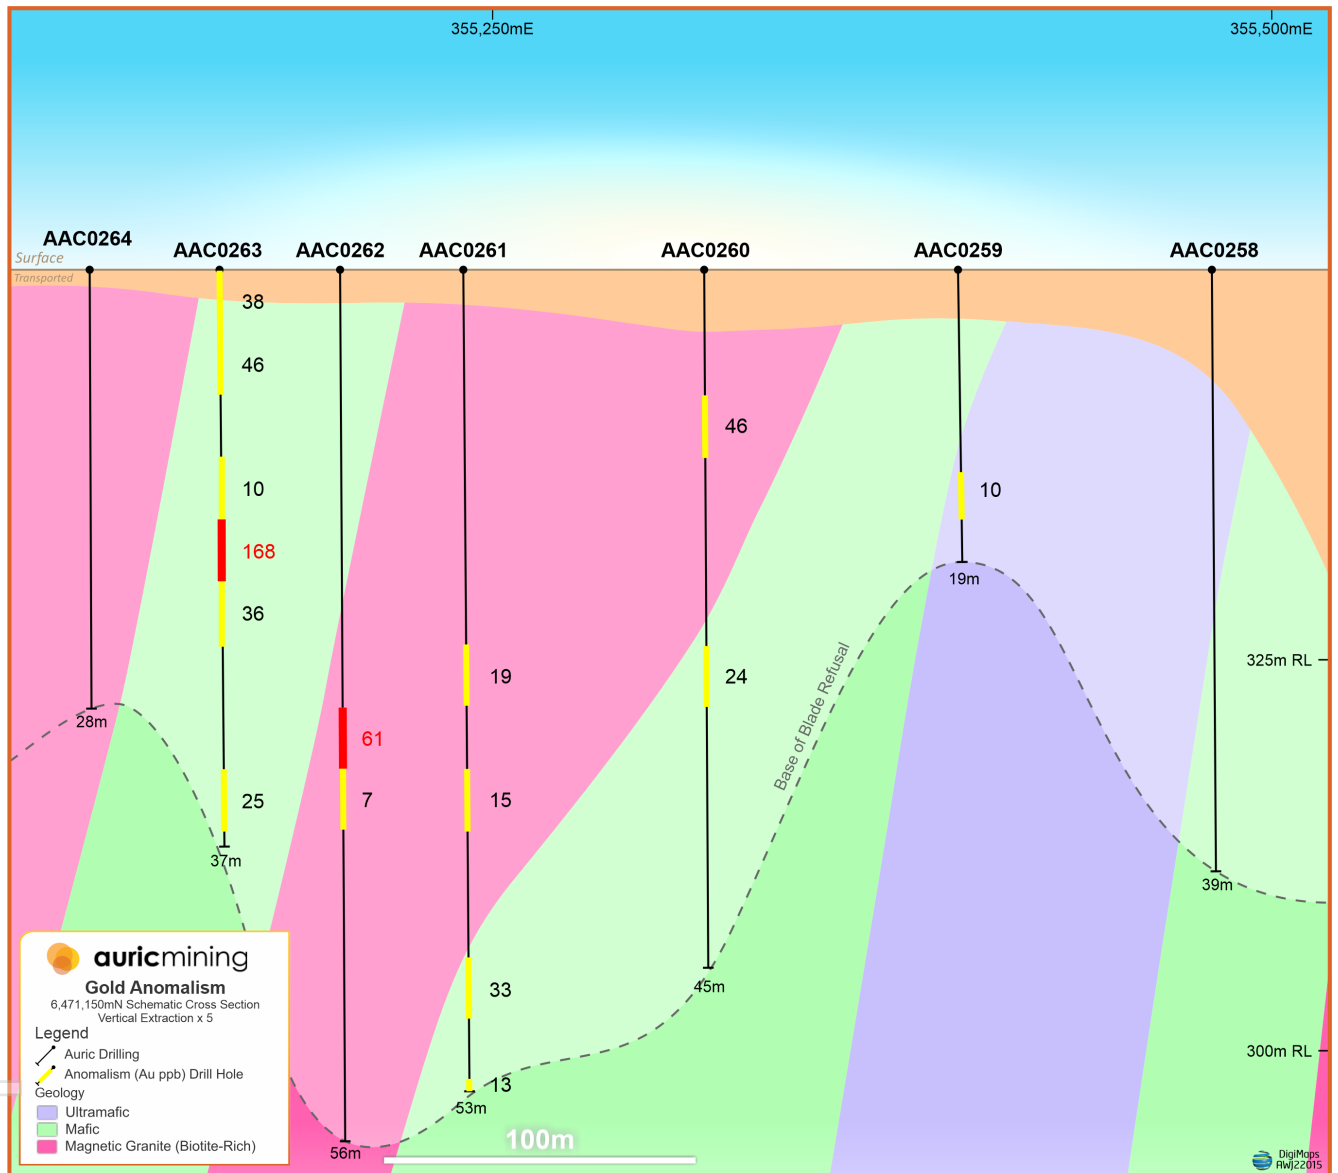 355,250mE 355,500mE
AAC0264 AAC0263 AAC0262 AAC0261 AAC0260 AAC0259 AAC0258
Surface
Transported
38
46
46
10
10
168
19m
36
325m RL
19
24
Base of Blade Refusal
28m
61
25
7
15
37m
39m
auricmining
Gold Anomalism
6,471,150mN Schematic Cross Section
Vertical Extraction x 5
Legend
Auric Drilling
Anomalism (Au ppb) Drill Hole
Geology
Ultramafic
Mafic
Magnetic Granite (Biotite-Rich)
33
45m
300m RL
13
53m
56m
100m
DigiMaps
AWJ22015